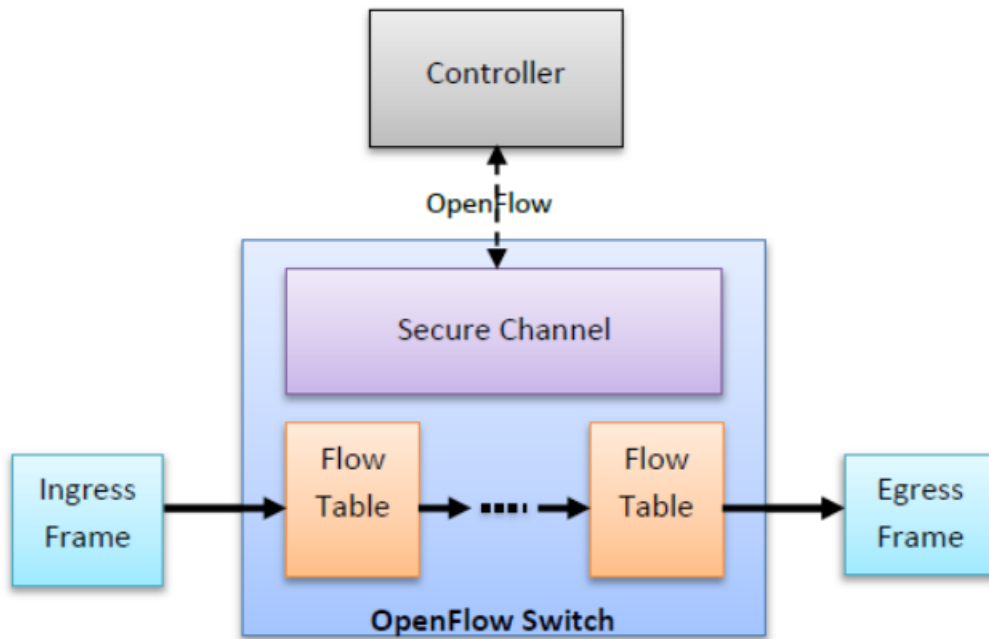 Controller
OpenFlow
Secure Channel
Ingress
Frame
Flow
Table
Flow
Table
Egress
Frame
OpenFlow Switch